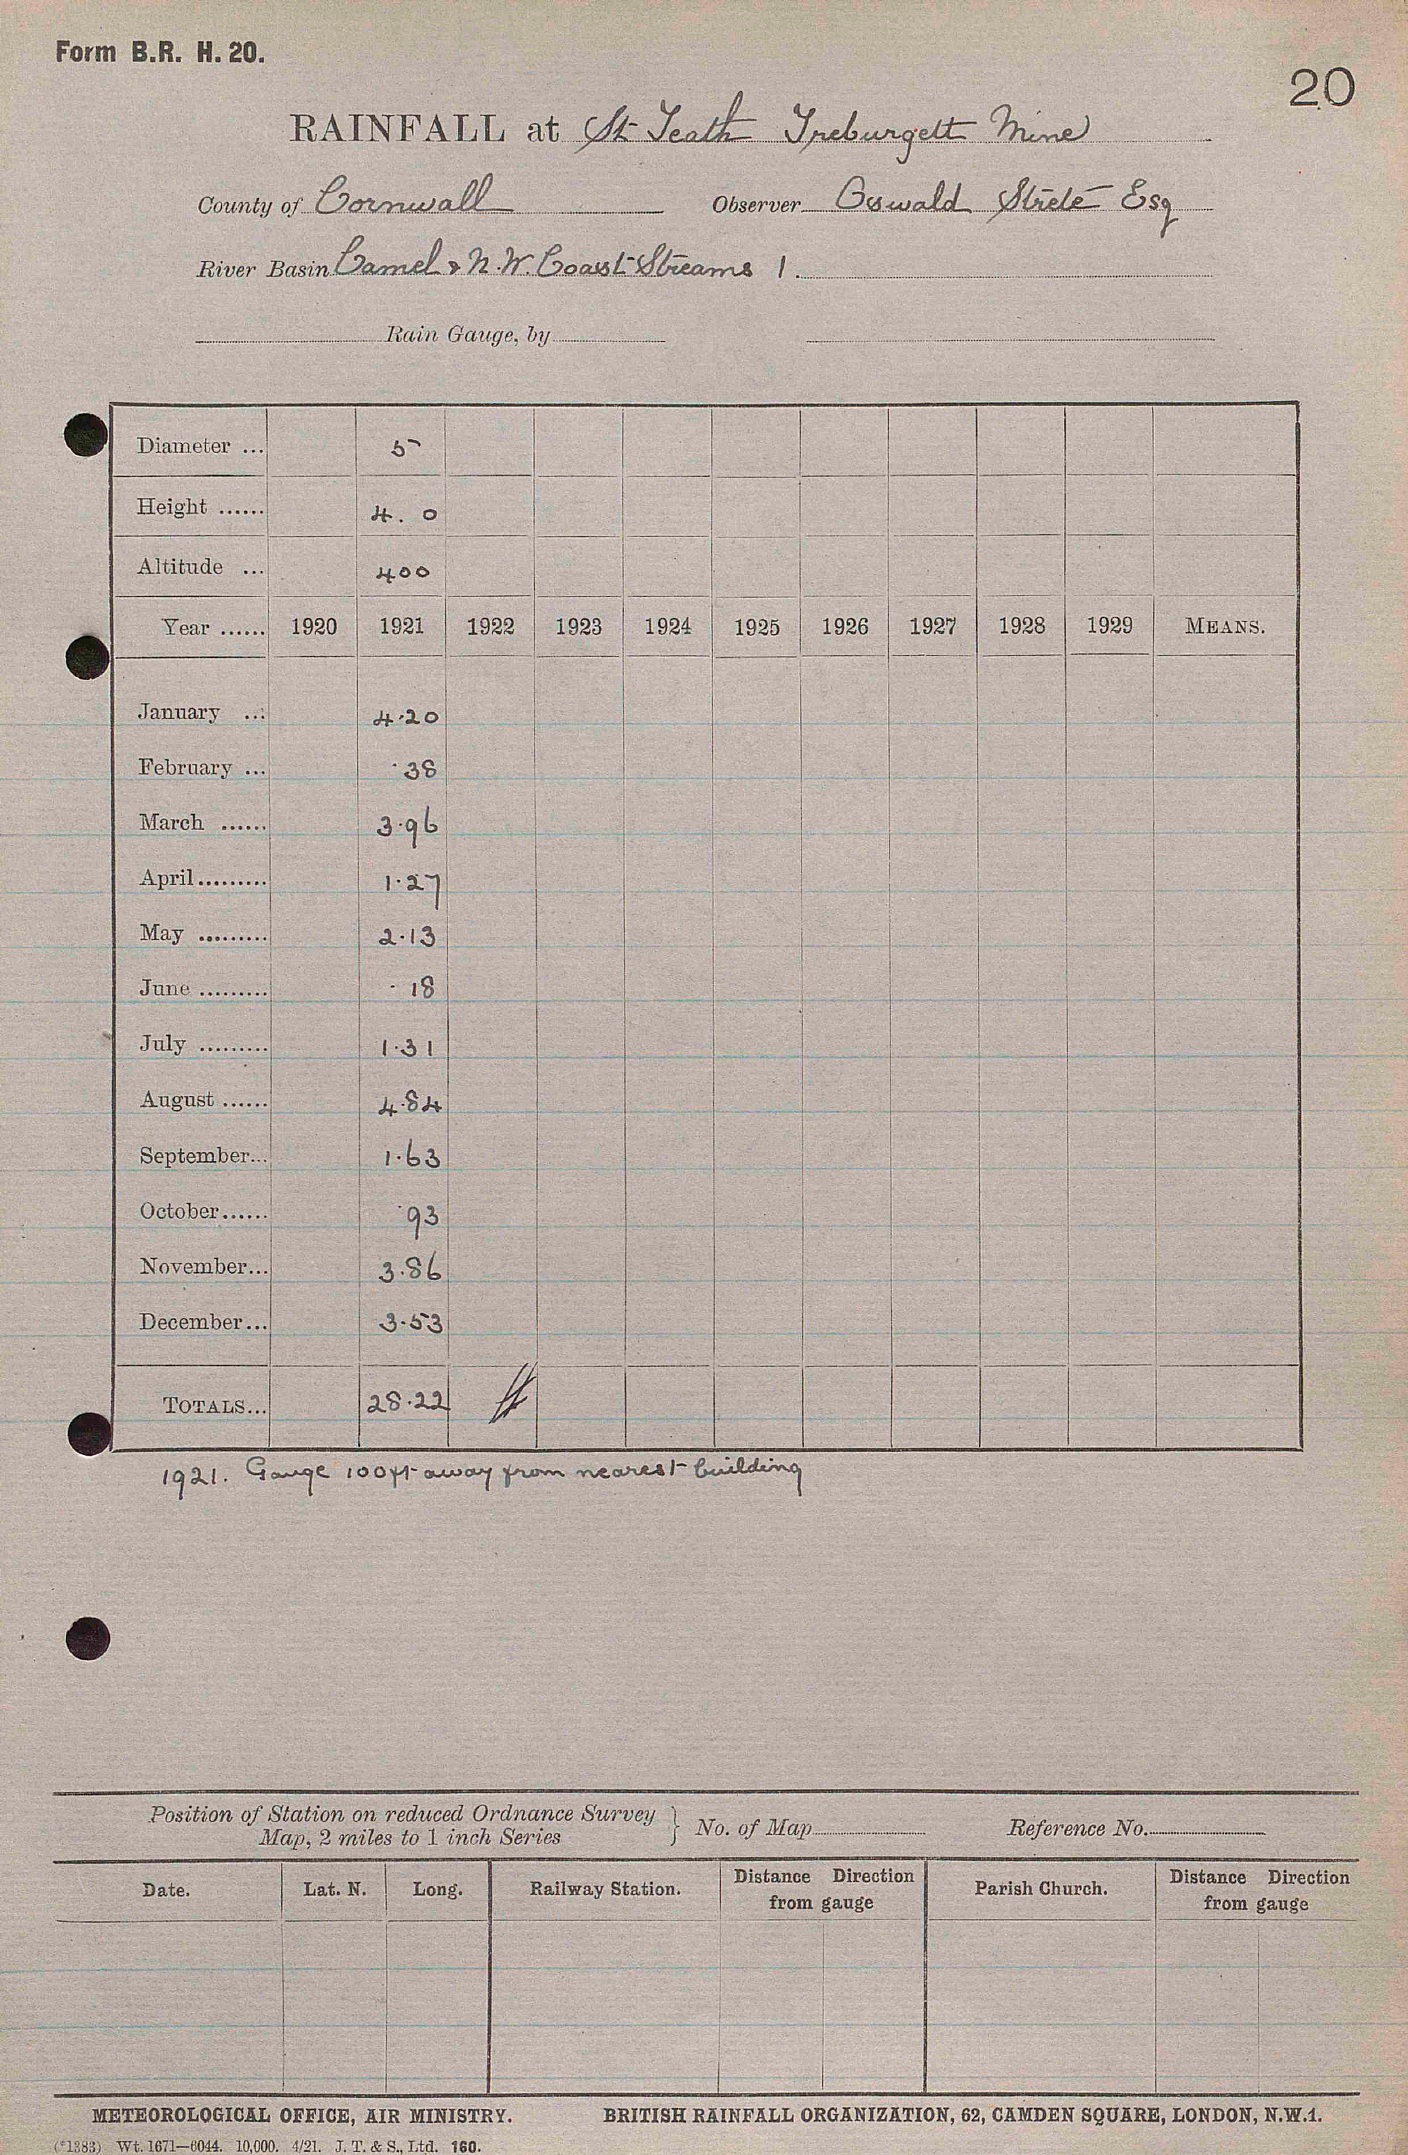 Form B.R. H. 20.
20
RAINFALL at St Teath Treburgett Mine
County of Cornwall Observer Oswald Strete Esq
River Basin Camel & N.W. Coast Streams 1.
Rain Gauge, by
Diameter ... 5
Height ...... 4. 0
Altitude ... 400
Year ...... 1920 1921 1922 1923 1924 1925 1926 1927 1928 1929 MEANS.
January ... 4.20
February ... .38
March ...... 3.96
April......... 1.27
May ......... 2.13
June ......... .18
July ......... 1.31
August ...... 4.84
September... 1.63
October...... .93
November... 3.86
December... 3.53
TOTALS... 28.22
1921. Gauge 100ft away from nearest building
Position of Station on reduced Ordnance Survey
Map, 2 miles to 1 inch Series } No. of Map Reference No.
Date. Lat. N. Long. Railway Station. Distance Direction from gauge Parish Church. Distance Direction from gauge
METEOROLOGICAL OFFICE, AIR MINISTRY. BRITISH RAINFALL ORGANIZATION, 62, CAMDEN SQUARE, LONDON, N.W.1.
(*1383) Wt. 1671—6044. 10,000. 4/21. J. T. & S., Ltd. 160.